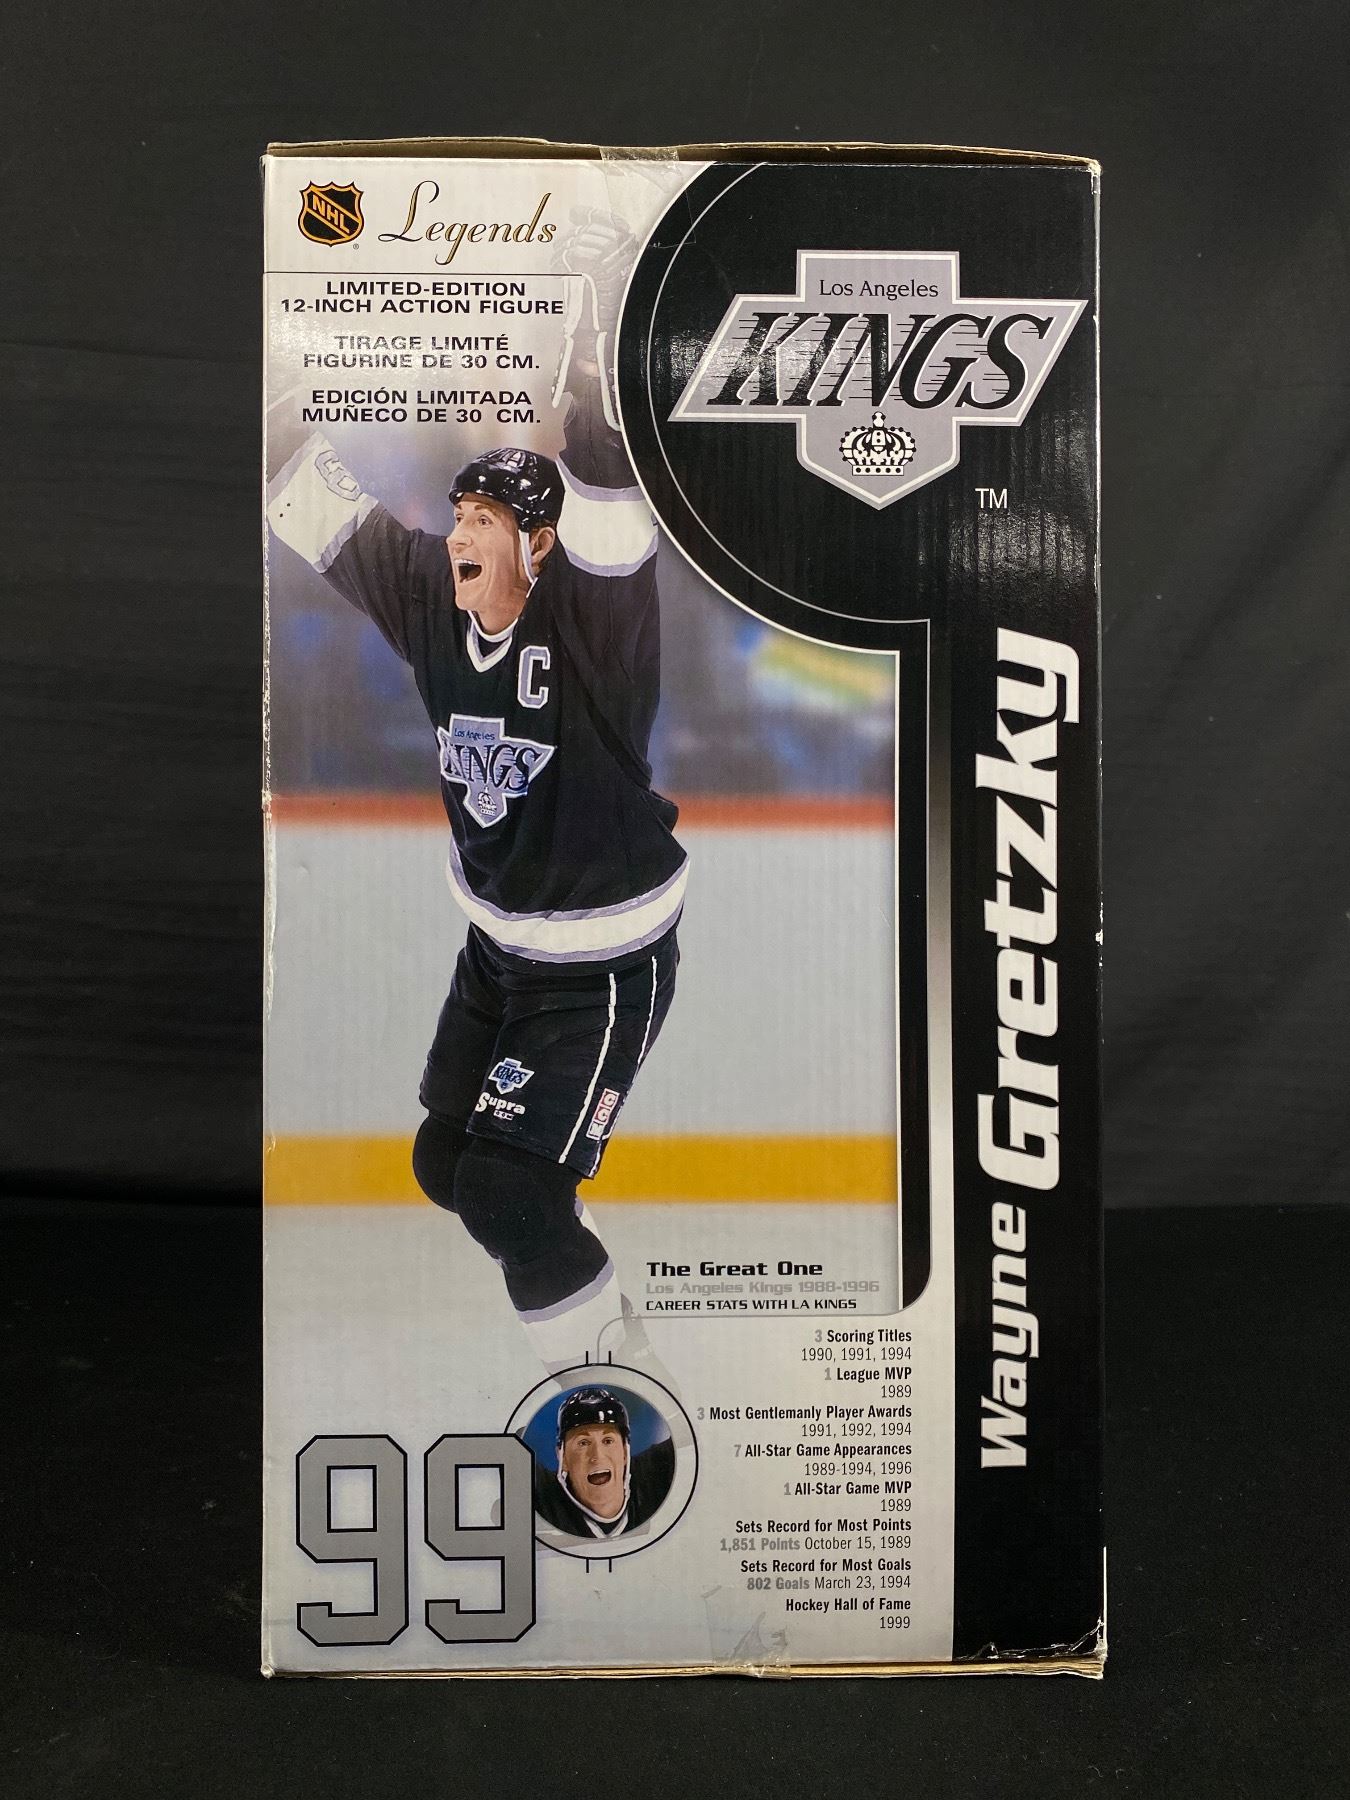 NHL
Legends
LIMITED-EDITION
12-INCH ACTION FIGURE
TIRAGE LIMITÉ
FIGURINE DE 30 CM.
EDICIÓN LIMITADA
MUÑECO DE 30 CM.
Los Angeles
KINGS
TM
C
Los Angeles
KINGS
KINGS
Supra
CCM
Wayne Gretzky
The Great One
Los Angeles Kings 1988-1996
CAREER STATS WITH LA KINGS
3 Scoring Titles
1990, 1991, 1994
1 League MVP
1989
3 Most Gentlemanly Player Awards
1991, 1992, 1994
7 All-Star Game Appearances
1989-1994, 1996
1 All-Star Game MVP
1989
Sets Record for Most Points
1,851 Points October 15, 1989
Sets Record for Most Goals
802 Goals March 23, 1994
Hockey Hall of Fame
1999
99